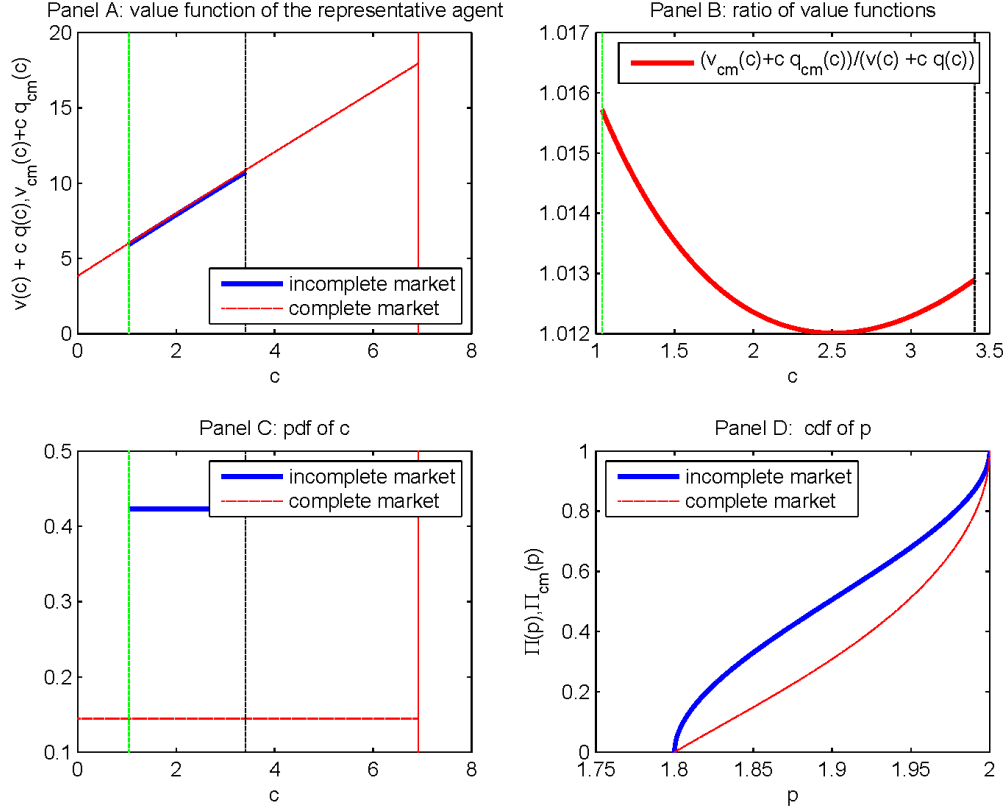 Panel A: value function of the representative agent
v(c) + c q(c),v_cm(c)+c q_cm(c)
20
15
10
5
0
incomplete market
complete market
0 2 4 6 8
c
Panel B: ratio of value functions
1.017
1.016
1.015
1.014
1.013
1.012
(v_cm(c)+c q_cm(c))/(v(c) +c q(c))
1 1.5 2 2.5 3 3.5
c
Panel C: pdf of c
0.5
0.4
0.3
0.2
0.1
incomplete market
complete market
0 2 4 6 8
c
Panel D: cdf of p
Π(p),Π_cm(p)
1
0.8
0.6
0.4
0.2
0
incomplete market
complete market
1.75 1.8 1.85 1.9 1.95 2
p